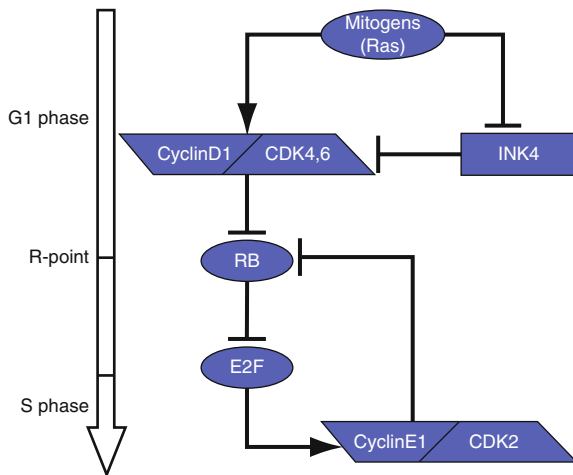 Mitogens
(Ras)
G1 phase
CyclinD1
CDK4,6
INK4
R-point
RB
E2F
S phase
CyclinE1
CDK2